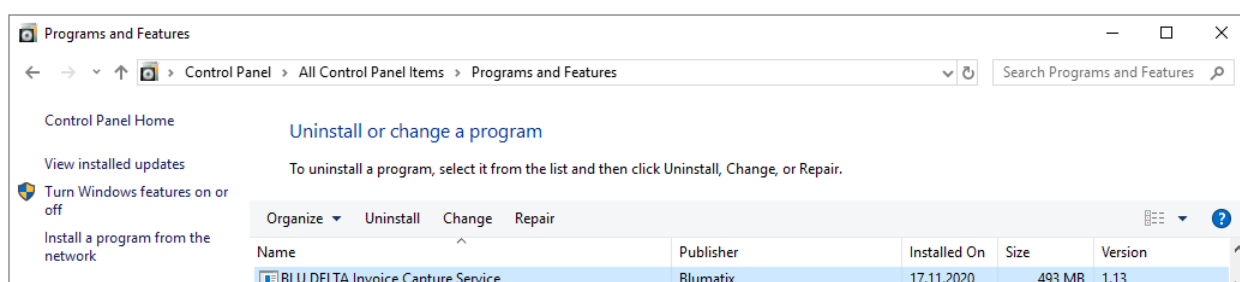 Programs and Features
Control Panel > All Control Panel Items > Programs and Features
Search Programs and Features
Control Panel Home
View installed updates
Turn Windows features on or
off
Install a program from the
network
Uninstall or change a program
To uninstall a program, select it from the list and then click Uninstall, Change, or Repair.
Organize Uninstall Change Repair
Name Publisher Installed On Size Version
BLU DELTA Invoice Capture Service Blumatix 17.11.2020 493 MB 1.13